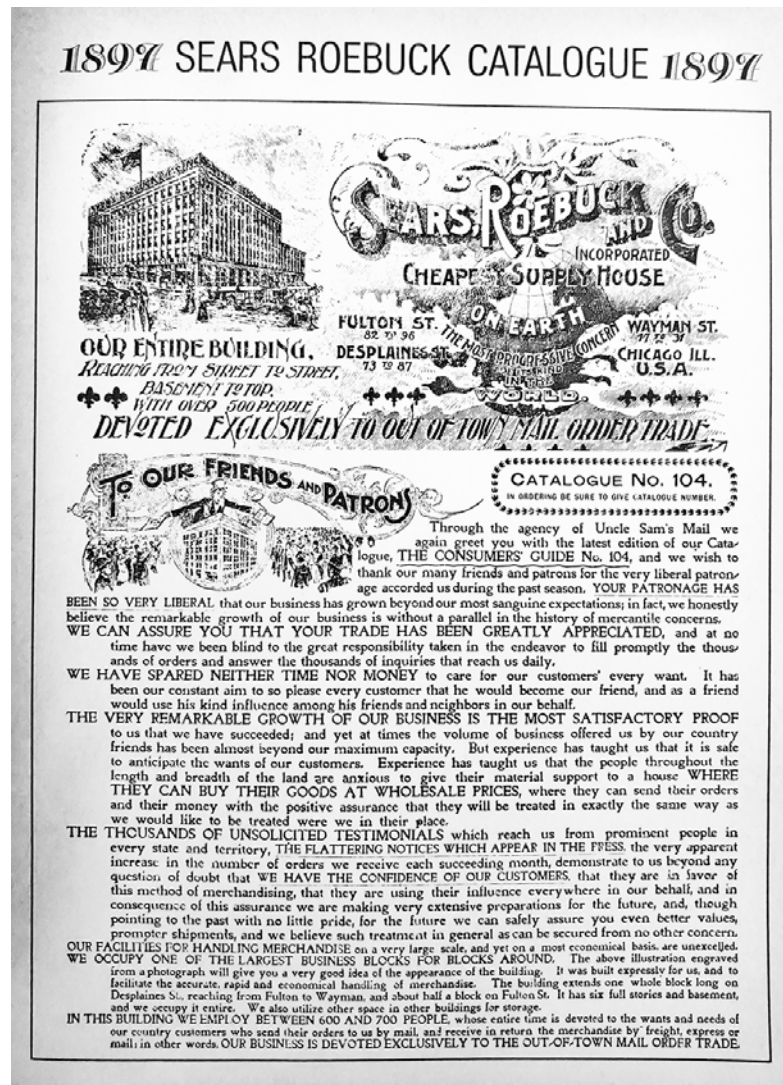 1897 SEARS ROEBUCK CATALOGUE 1897
SEARS, ROEBUCK AND CO.
INCORPORATED
CHEAPEST SUPPLY HOUSE
ON EARTH
FULTON ST.
82 TO 96
DESPLAINES ST.
73 TO 87
THE MOST PROGRESSIVE CONCERN
OF ITS KIND
IN THE
WORLD.
WAYMAN ST.
17 TO 31
CHICAGO ILL.
U.S.A.
OUR ENTIRE BUILDING,
REACHING FROM STREET TO STREET,
BASEMENT TO TOP,
WITH OVER 500 PEOPLE
DEVOTED EXCLUSIVELY TO OUT OF TOWN MAIL ORDER TRADE.
TO OUR FRIENDS AND PATRONS
CATALOGUE NO. 104.
IN ORDERING BE SURE TO GIVE CATALOGUE NUMBER.
Through the agency of Uncle Sam's Mail we
again greet you with the latest edition of our Cata-
logue, THE CONSUMERS' GUIDE No. 104, and we wish to
thank our many friends and patrons for the very liberal patron-
age accorded us during the past season. YOUR PATRONAGE HAS
BEEN SO VERY LIBERAL that our business has grown beyond our most sanguine expectations; in fact, we honestly
believe the remarkable growth of our business is without a parallel in the history of mercantile concerns.
WE CAN ASSURE YOU THAT YOUR TRADE HAS BEEN GREATLY APPRECIATED, and at no
time have we been blind to the great responsibility taken in the endeavor to fill promptly the thous-
ands of orders and answer the thousands of inquiries that reach us daily.
WE HAVE SPARED NEITHER TIME NOR MONEY to care for our customers' every want. It has
been our constant aim to so please every customer that he would become our friend, and as a friend
would use his kind influence among his friends and neighbors in our behalf.
THE VERY REMARKABLE GROWTH OF OUR BUSINESS IS THE MOST SATISFACTORY PROOF
to us that we have succeeded; and yet at times the volume of business offered us by our country
friends has been almost beyond our maximum capacity. But experience has taught us that it is safe
to anticipate the wants of our customers. Experience has taught us that the people throughout the
length and breadth of the land are anxious to give their material support to a house WHERE
THEY CAN BUY THEIR GOODS AT WHOLESALE PRICES, where they can send their orders
and their money with the positive assurance that they will be treated in exactly the same way as
we would like to be treated were we in their place.
THE THOUSANDS OF UNSOLICITED TESTIMONIALS which reach us from prominent people in
every state and territory, THE FLATTERING NOTICES WHICH APPEAR IN THE PRESS, the very apparent
increase in the number of orders we receive each succeeding month, demonstrate to us beyond any
question of doubt that WE HAVE THE CONFIDENCE OF OUR CUSTOMERS, that they are in favor of
this method of merchandising, that they are using their influence everywhere in our behalf, and in
consequence of this assurance we are making very extensive preparations for the future, and, though
pointing to the past with no little pride, for the future we can safely assure you even better values,
prompter shipments, and we believe such treatment in general as can be secured from no other concern.
OUR FACILITIES FOR HANDLING MERCHANDISE on a very large scale, and yet on a most economical basis, are unexcelled.
WE OCCUPY ONE OF THE LARGEST BUSINESS BLOCKS FOR BLOCKS AROUND. The above illustration engraved
from a photograph will give you a very good idea of the appearance of the building. It was built expressly for us, and to
facilitate the accurate, rapid and economical handling of merchandise. The building extends one whole block long on
Desplaines St., reaching from Fulton to Wayman, and about half a block on Fulton St. It has six full stories and basement,
and we occupy it entire. We also utilize other space in other buildings for storage.
IN THIS BUILDING WE EMPLOY BETWEEN 600 AND 700 PEOPLE, whose entire time is devoted to the wants and needs of
our country customers who send their orders to us by mail, and receive in return the merchandise by freight, express or
mail; in other words, OUR BUSINESS IS DEVOTED EXCLUSIVELY TO THE OUT-OF-TOWN MAIL ORDER TRADE.